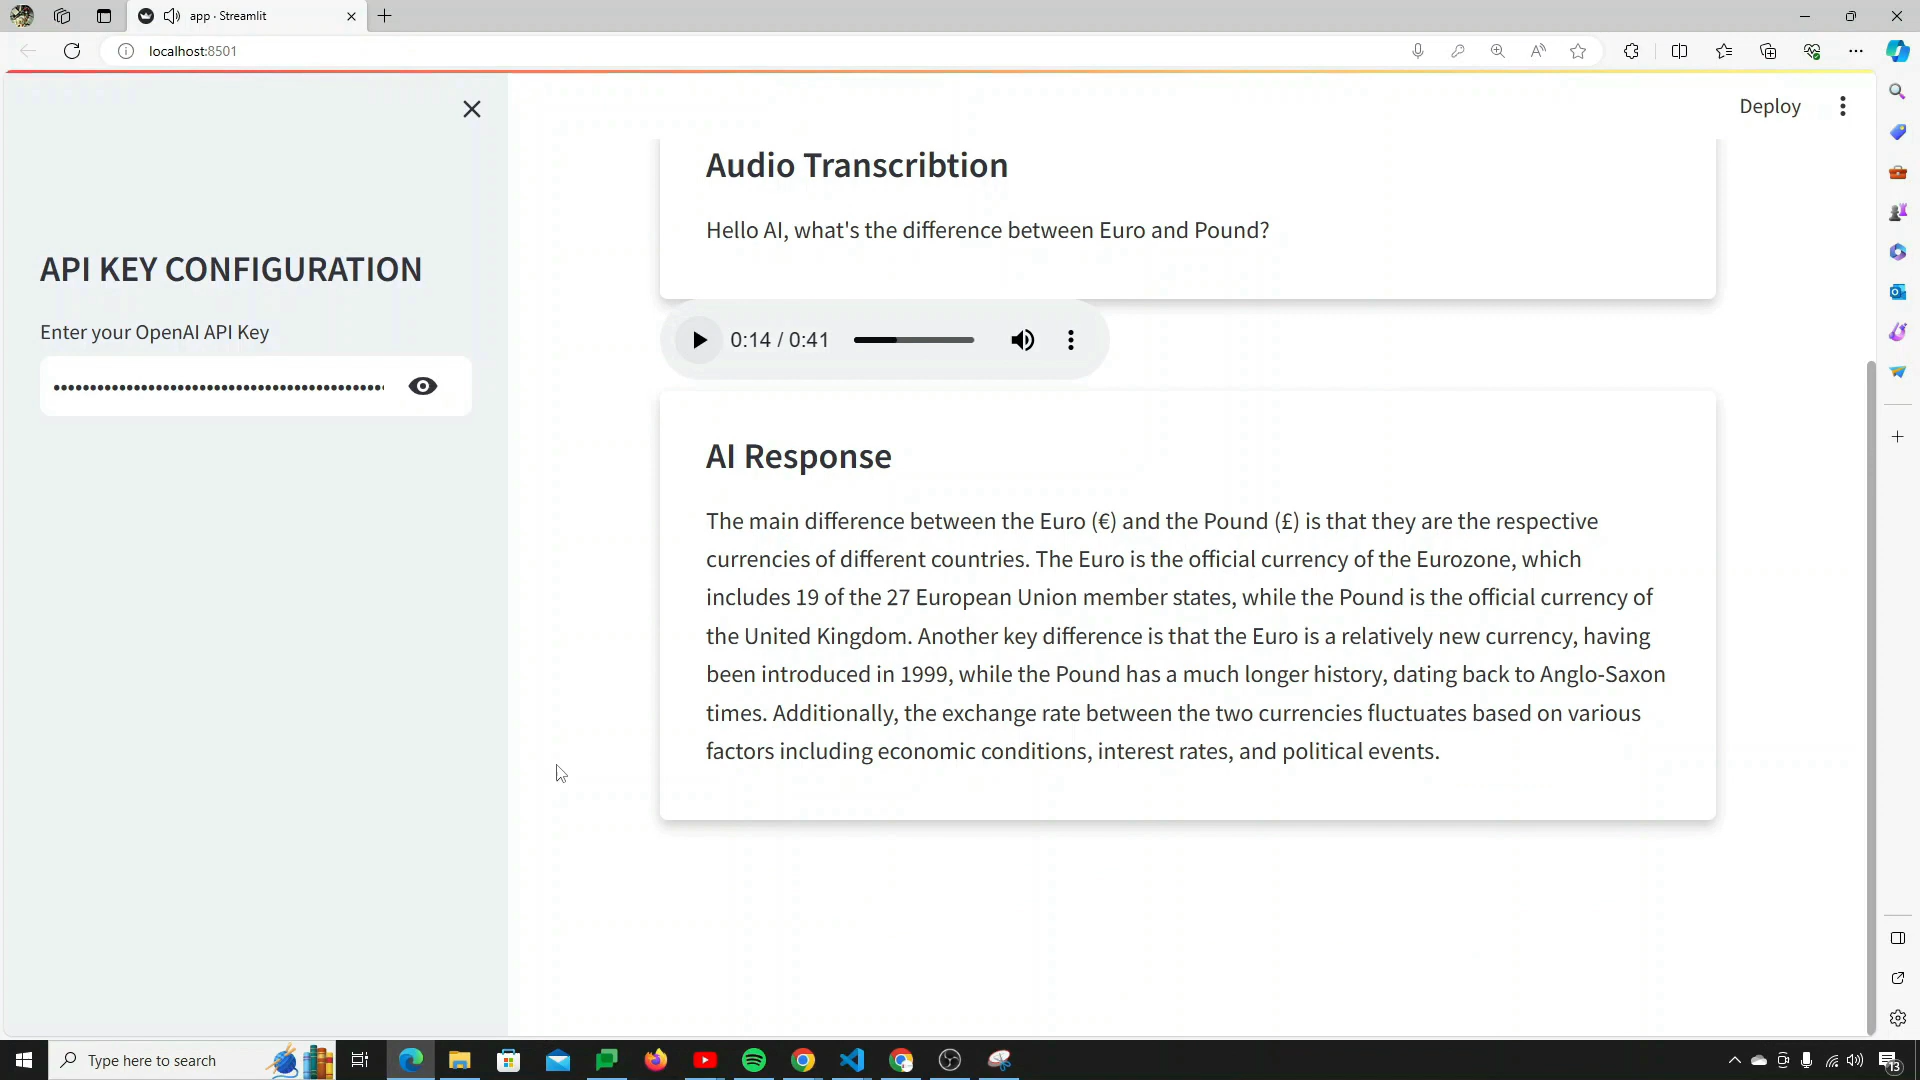 app · Streamlit
localhost:8501
Deploy
API KEY CONFIGURATION
Enter your OpenAI API Key
Audio Transcribtion
Hello AI, what's the difference between Euro and Pound?
0:14 / 0:41
AI Response
The main difference between the Euro (€) and the Pound (£) is that they are the respective
currencies of different countries. The Euro is the official currency of the Eurozone, which
includes 19 of the 27 European Union member states, while the Pound is the official currency of
the United Kingdom. Another key difference is that the Euro is a relatively new currency, having
been introduced in 1999, while the Pound has a much longer history, dating back to Anglo-Saxon
times. Additionally, the exchange rate between the two currencies fluctuates based on various
factors including economic conditions, interest rates, and political events.
Type here to search
13